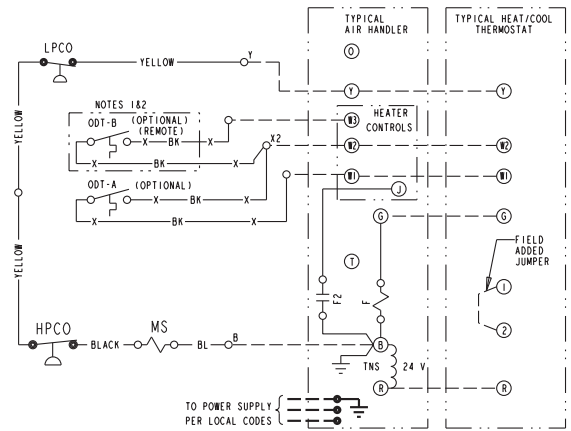 TYPICAL
AIR HANDLER
TYPICAL HEAT/COOL
THERMOSTAT
LPCO
YELLOW
Y
O
Y
Y
NOTES 1&2
ODT-B (OPTIONAL)
(REMOTE)
X BK X
X BK X
X2
W3
HEATER
CONTROLS
W2
W2
W1
W1
J
ODT-A (OPTIONAL)
X X
BK
YELLOW
YELLOW
G
G
T
FIELD
ADDED
JUMPER
1
2
F2
F
HPCO
BLACK
MS
BL
B
B
TNS
24 V
R
R
TO POWER SUPPLY
PER LOCAL CODES